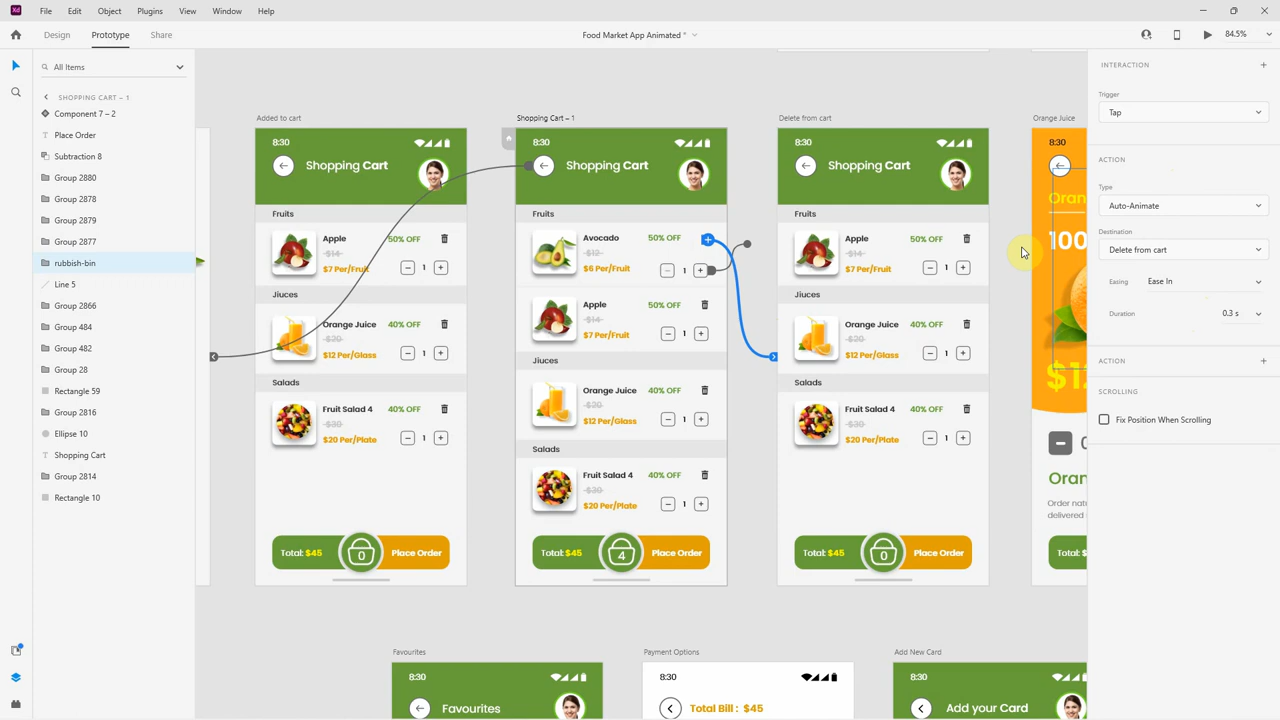 Xd File Edit Object Plugins View Window Help
Design Prototype Share Food Market App Animated * 84.5%
All Items
SHOPPING CART – 1
Component 7 – 2
Place Order
Subtraction 8
Group 2880
Group 2878
Group 2879
Group 2877
rubbish-bin
Line 5
Group 2866
Group 484
Group 482
Group 28
Rectangle 59
Group 2816
Ellipse 10
Shopping Cart
Group 2814
Rectangle 10
Added to cart
8:30
Shopping Cart
Fruits
Apple 50% OFF
$14
$7 Per/Fruit 1
Jiuces
Orange Juice 40% OFF
$20
$12 Per/Glass 1
Salads
Fruit Salad 4 40% OFF
$30
$20 Per/Plate 1
Total: $45 0 Place Order
Shopping Cart – 1
8:30
Shopping Cart
Fruits
Avocado 50% OFF
$12
$6 Per/Fruit 1
Apple 50% OFF
$14
$7 Per/Fruit 1
Jiuces
Orange Juice 40% OFF
$20
$12 Per/Glass 1
Salads
Fruit Salad 4 40% OFF
$30
$20 Per/Plate 1
Total: $45 4 Place Order
Delete from cart
8:30
Shopping Cart
Fruits
Apple 50% OFF
$14
$7 Per/Fruit 1
Jiuces
Orange Juice 40% OFF
$20
$12 Per/Glass 1
Salads
Fruit Salad 4 40% OFF
$30
$20 Per/Plate 1
Total: $45 0 Place Order
Orange Juice
8:30
Oran
100
$12
Oran
Order natu
delivered
Total: $
Favourites
8:30
Favourites
Payment Options
8:30
Total Bill : $45
Add New Card
8:30
Add your Card
INTERACTION
Trigger
Tap
ACTION
Type
Auto-Animate
Destination
Delete from cart
Easing Ease In
Duration 0.3 s
ACTION
SCROLLING
Fix Position When Scrolling